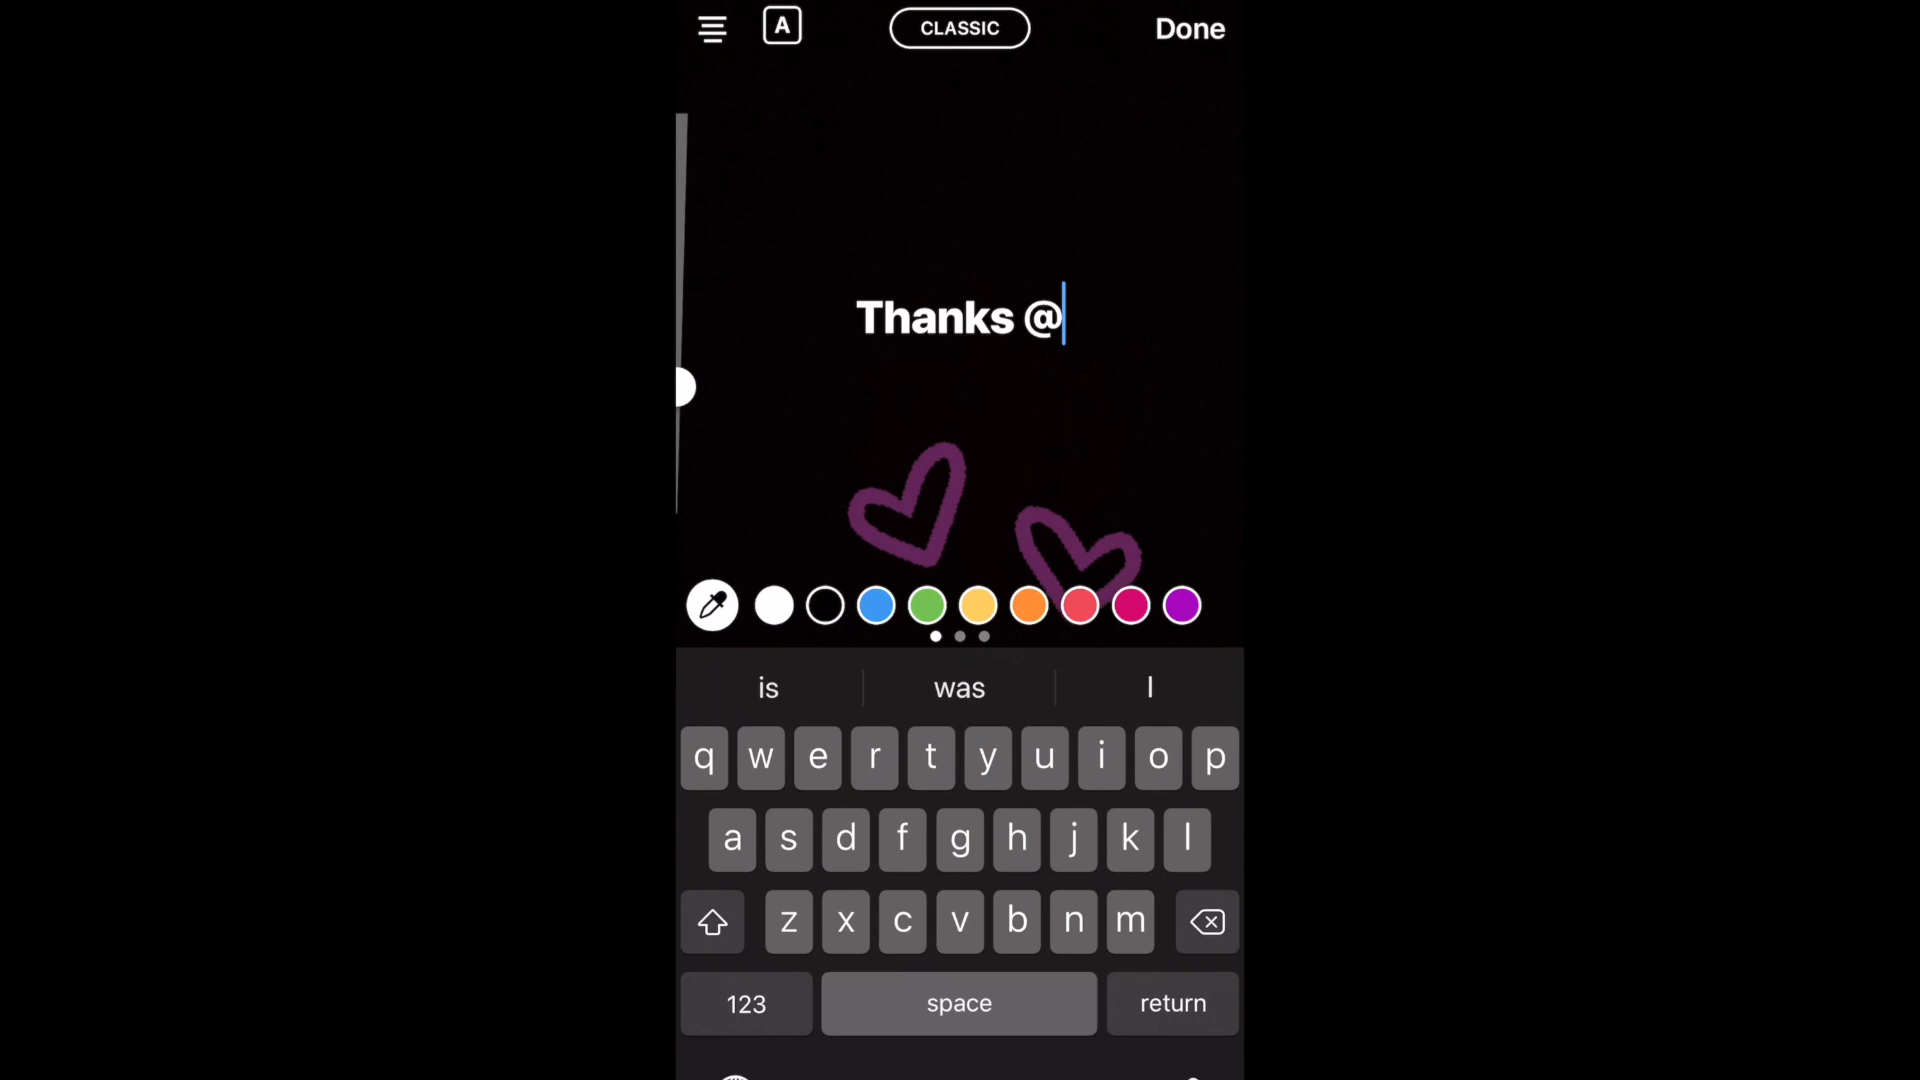 A CLASSIC Done
Thanks @
is was I
q w e r t y u i o p
a s d f g h j k l
z x c v b n m
123 space return